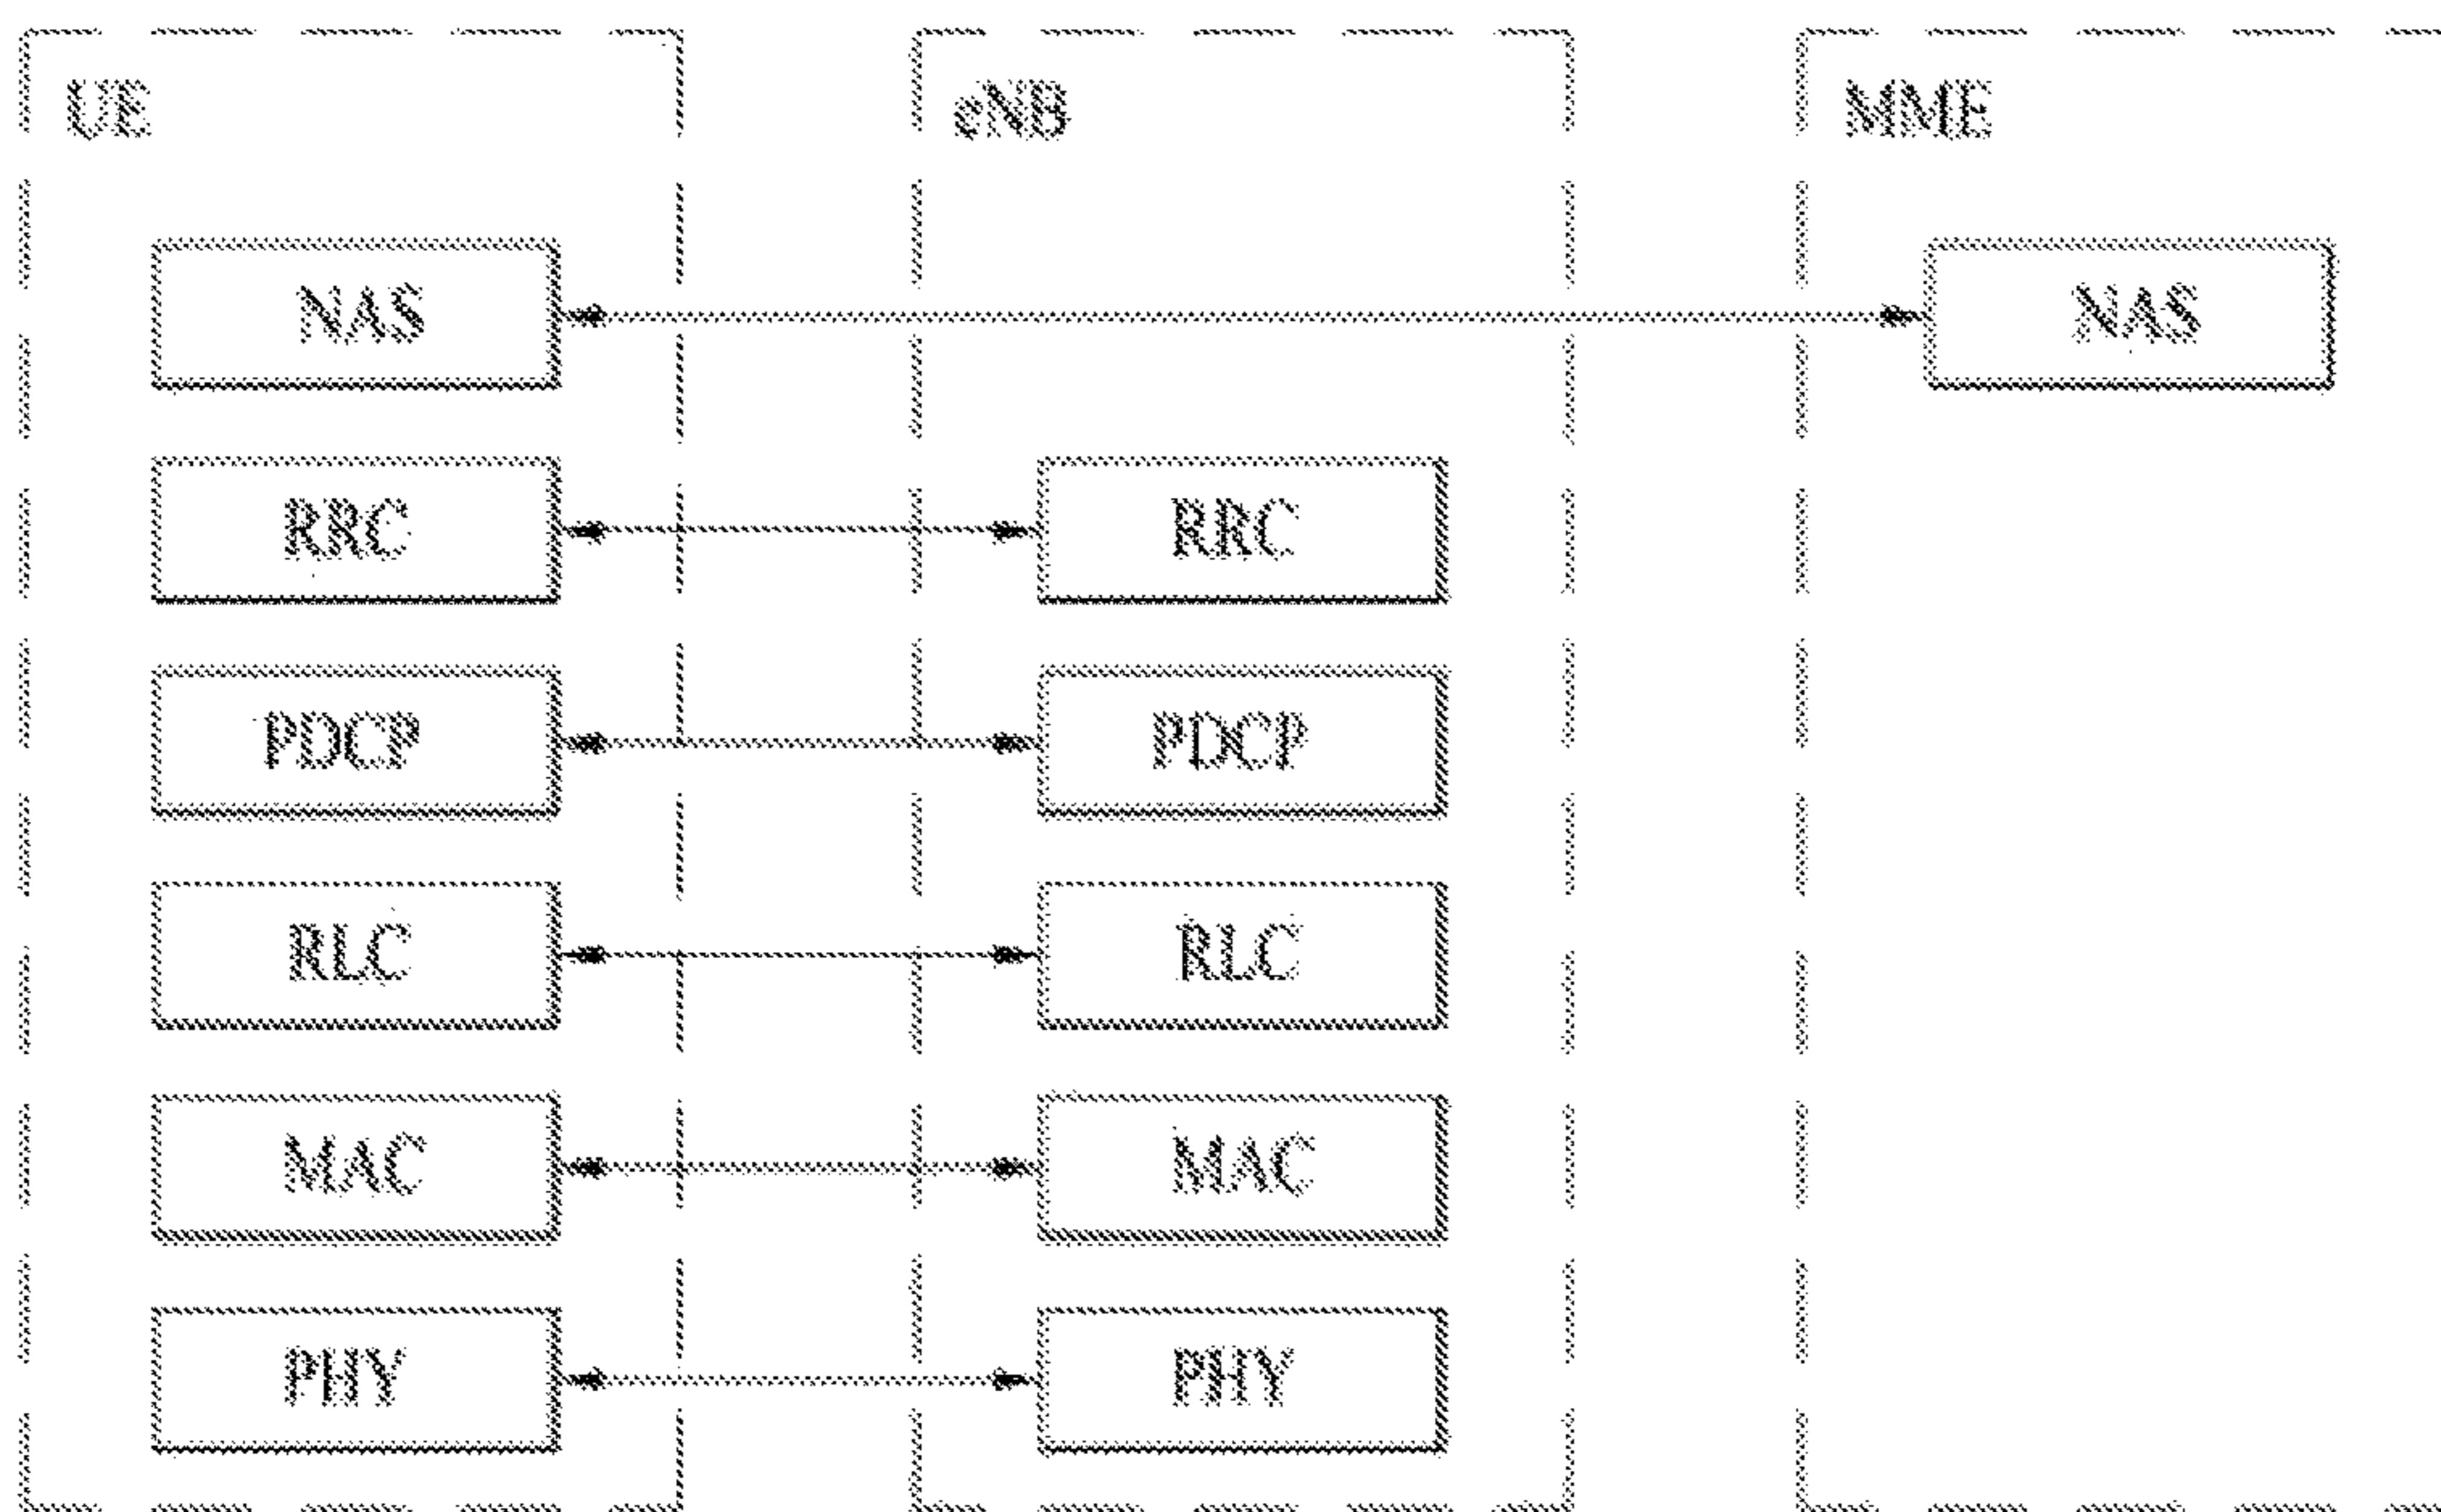 UE eNB MME
NAS NAS
RRC RRC
PDCP PDCP
RLC RLC
MAC MAC
PHY PHY